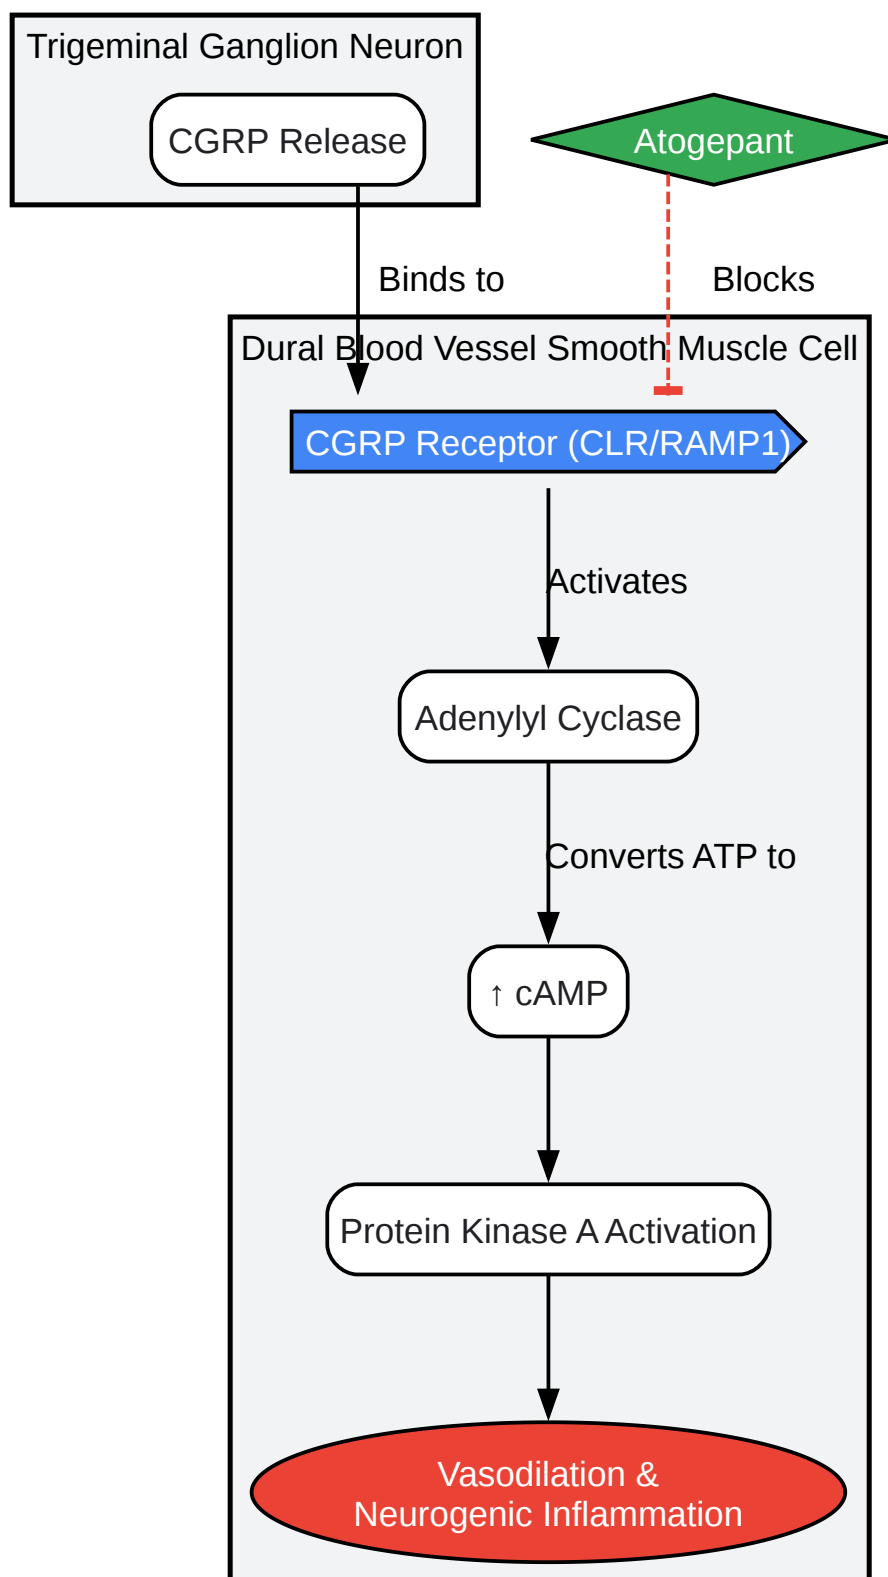 Trigeminal Ganglion Neuron
CGRP Release
Atogepant
Binds to
Blocks
Dural Blood Vessel Smooth Muscle Cell
CGRP Receptor (CLR/RAMP1)
Activates
Adenylyl Cyclase
Converts ATP to
↑ cAMP
Protein Kinase A Activation
Vasodilation &
Neurogenic Inflammation